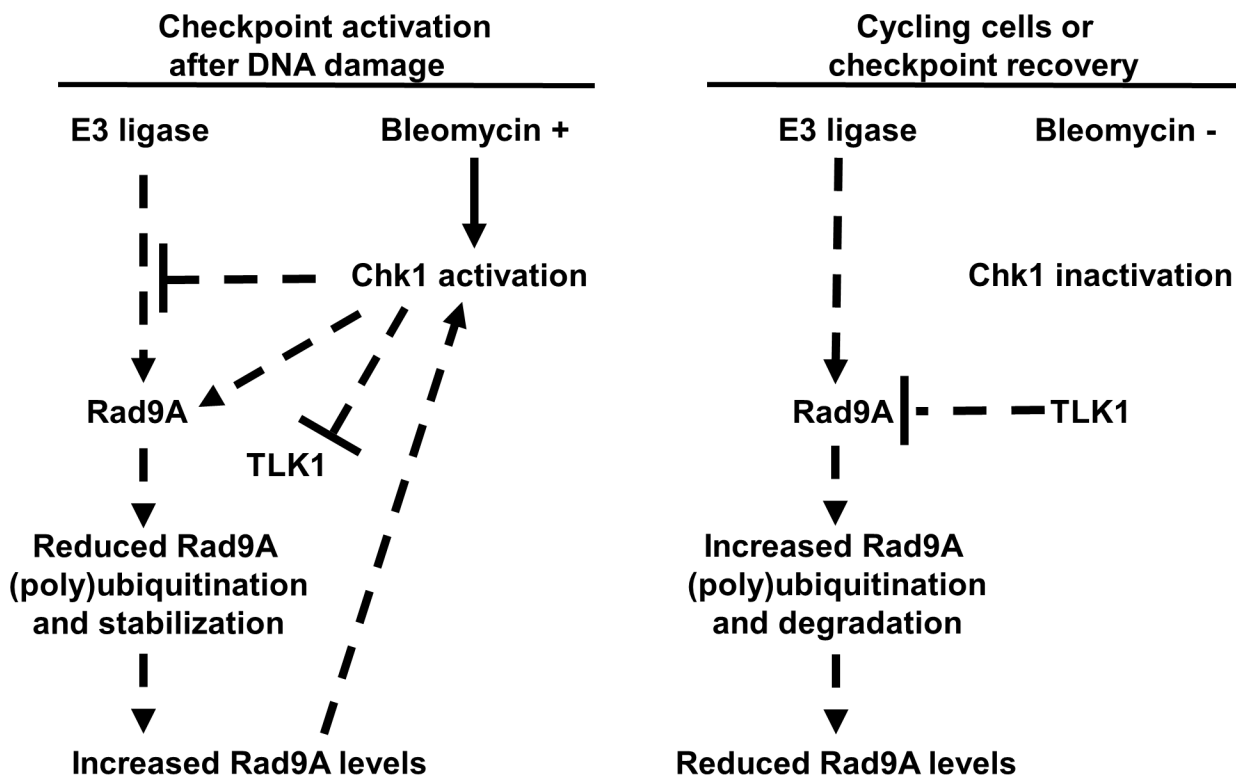 Checkpoint activation
after DNA damage
E3 ligase
Bleomycin +
Chk1 activation
Rad9A
TLK1
Reduced Rad9A
(poly)ubiquitination
and stabilization
Increased Rad9A levels
Cycling cells or
checkpoint recovery
E3 ligase
Bleomycin -
Chk1 inactivation
Rad9A
TLK1
Increased Rad9A
(poly)ubiquitination
and degradation
Reduced Rad9A levels